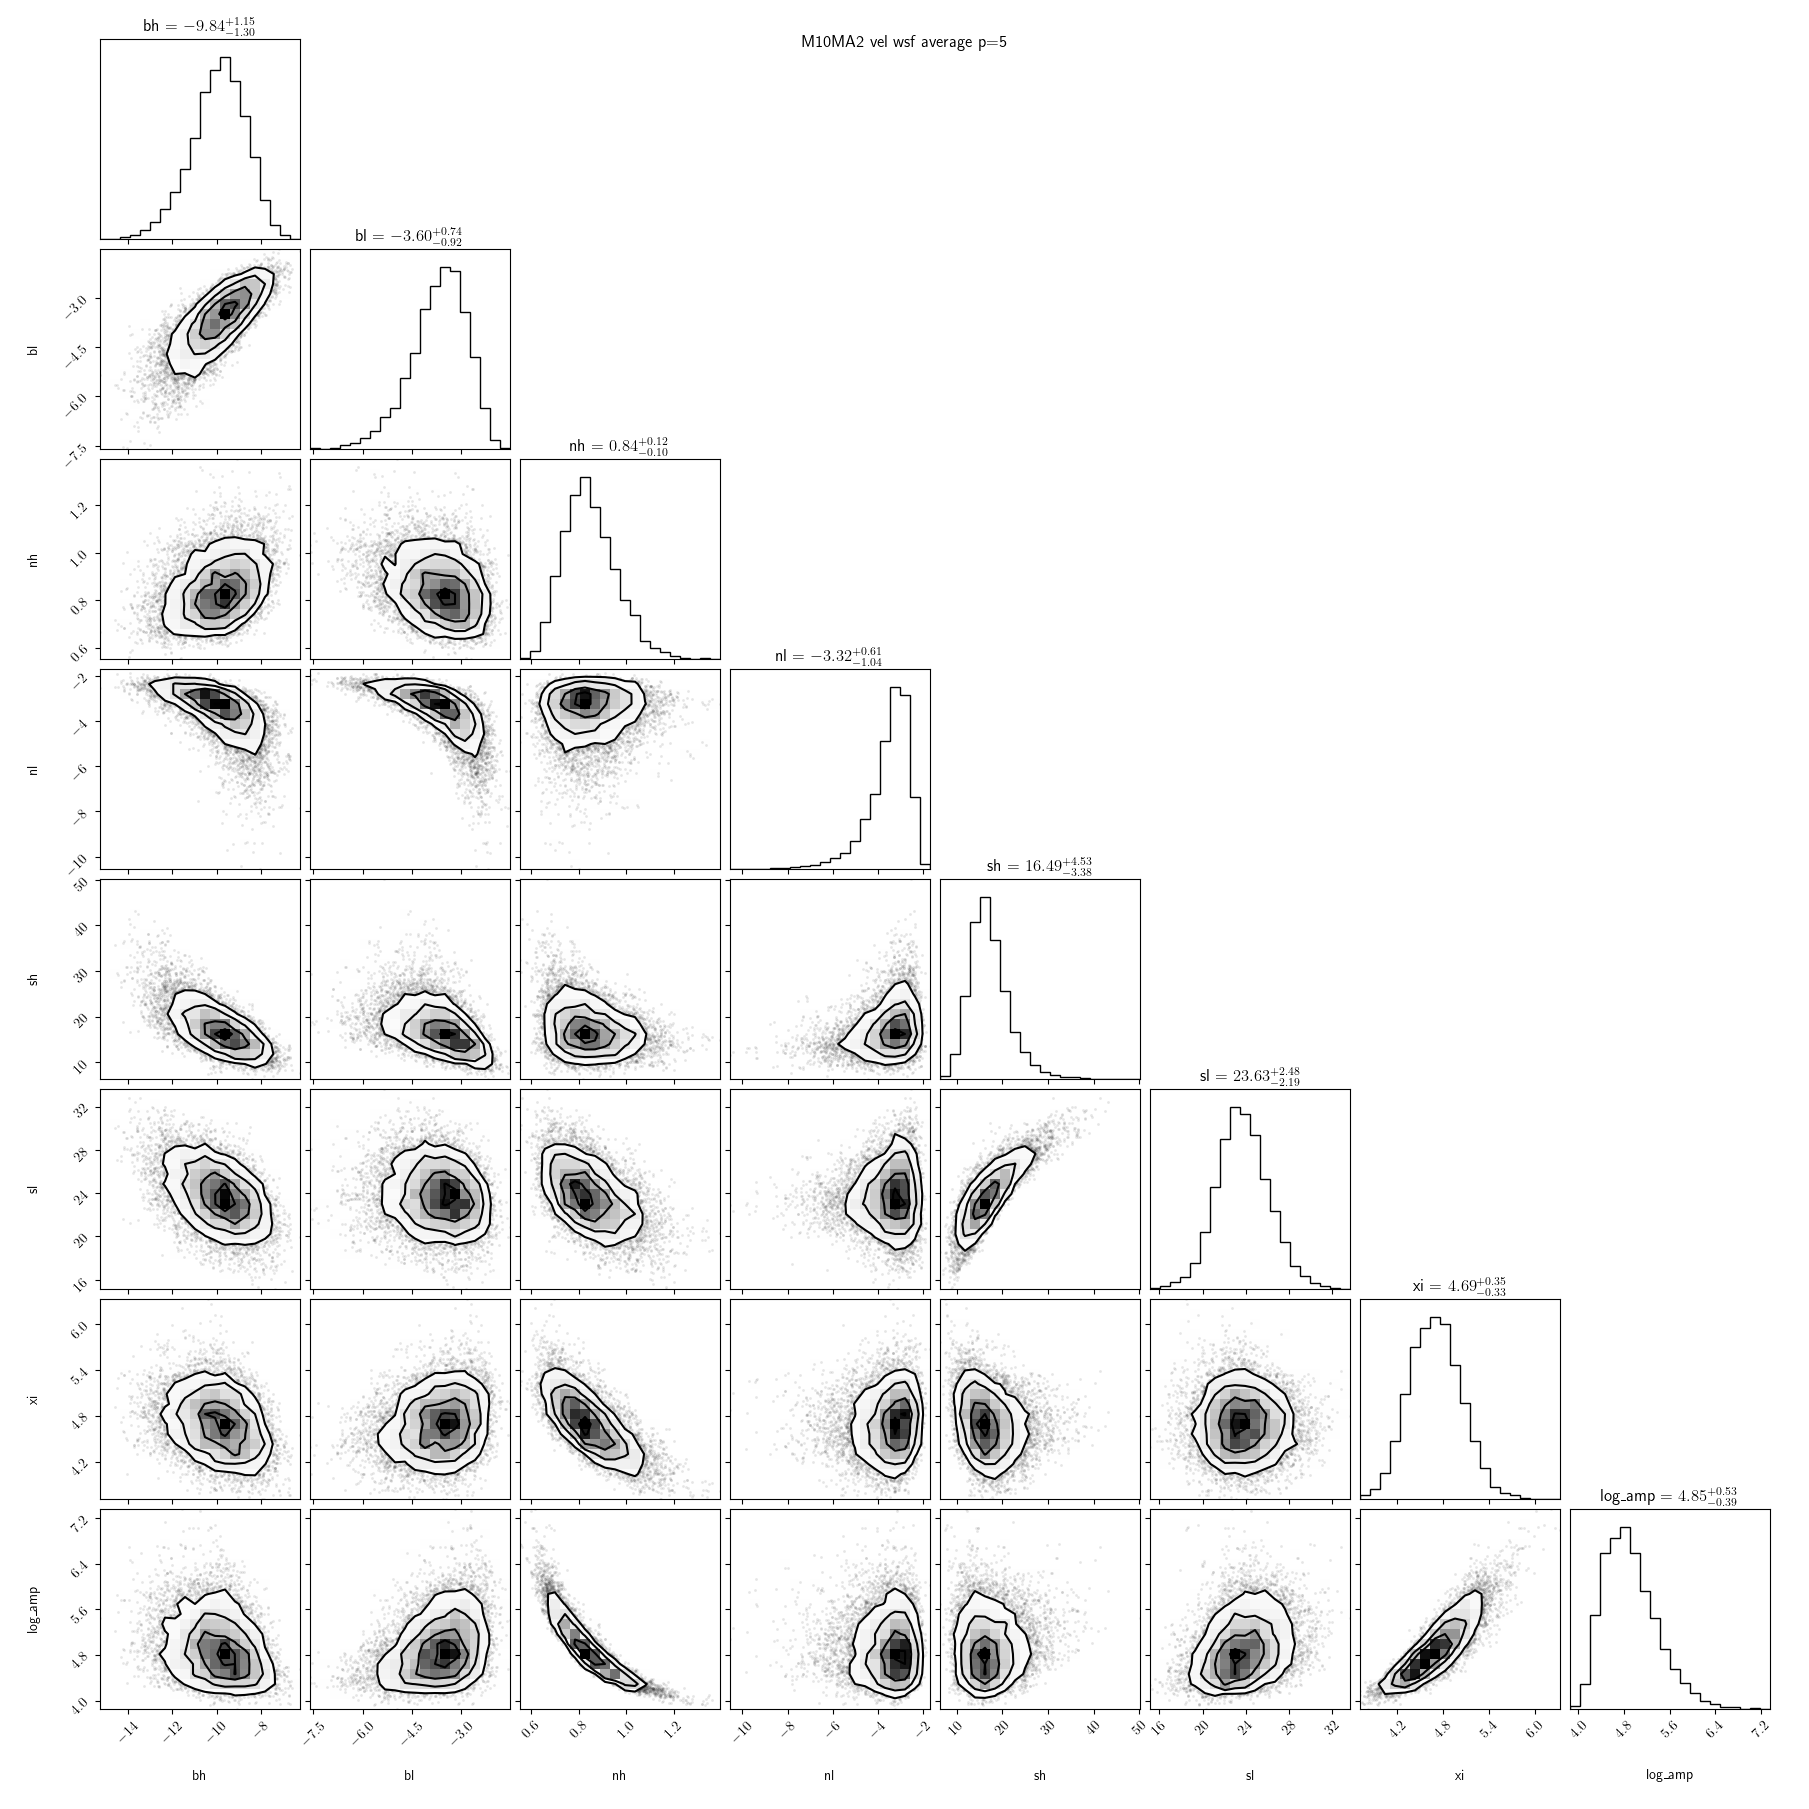 bh = −9.84+1.15−1.30
M10MA2 vel wsf average p=5
bl = −3.60+0.74−0.92
−3.0
−4.5
bl
−6.0
−7.5
nh = 0.84+0.12−0.10
1.2
1.0
nh
0.8
0.6
nl = −3.32+0.61−1.04
−2
−4
nl
−6
−8
−10
sh = 16.49+4.53−3.38
50
40
sh
30
20
10
sl = 23.63+2.48−2.19
32
28
sl
24
20
16
xi = 4.69+0.35−0.33
6.0
5.4
xi
4.8
4.2
log_amp = 4.85+0.53−0.39
7.2
6.4
log_amp
5.6
4.8
4.0
−14 −12 −10 −8 −7.5 −6.0 −4.5 −3.0 0.6 0.8 1.0 1.2 −10 −8 −6 −4 −2 10 20 30 40 50 16 20 24 28 32 4.2 4.8 5.4 6.0 4.0 4.8 5.6 6.4 7.2
bh bl nh nl sh sl xi log_amp